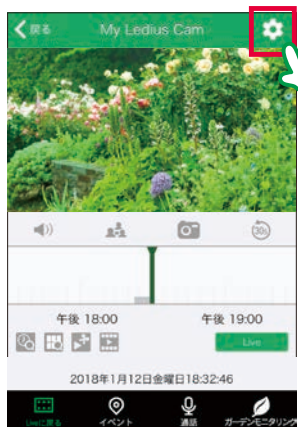 戻る My Ledius Cam
30s
午後 18:00 午後 19:00
Live
2018年1月12日金曜日18:32:46
Liveに戻る イベント 通話 ガーデンモニタリング